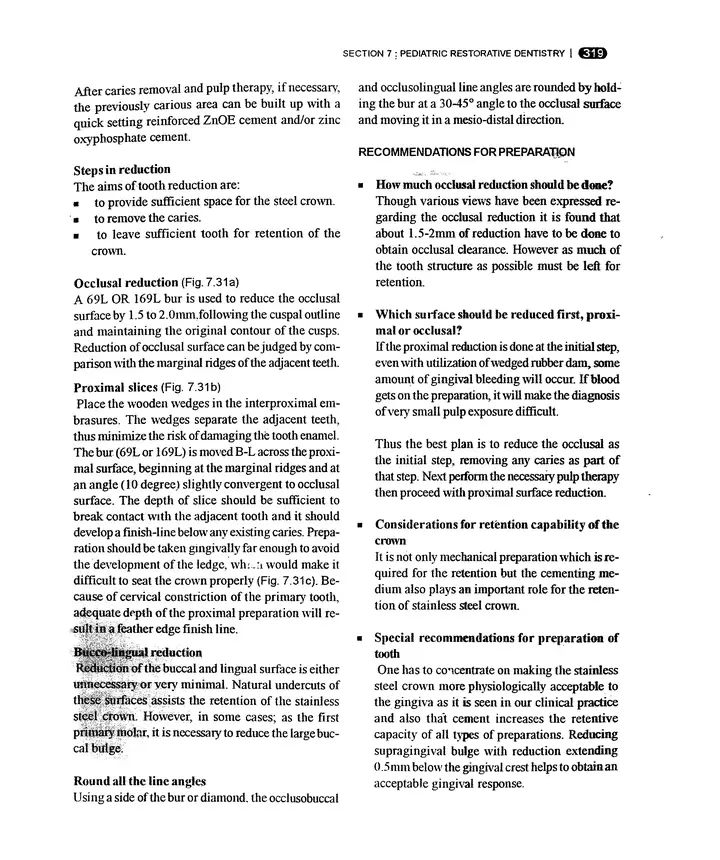 SECTION 7 : PEDIATRIC RESTORATIVE DENTISTRY | 319
After caries removal and pulp therapy, if necessary,
the previously carious area can be built up with a
quick setting reinforced ZnOE cement and/or zinc
oxyphosphate cement.
Steps in reduction
The aims of tooth reduction are:
■ to provide sufficient space for the steel crown.
■ to remove the caries.
■ to leave sufficient tooth for retention of the
crown.
Occlusal reduction (Fig. 7.31a)
A 69L OR 169L bur is used to reduce the occlusal
surface by 1.5 to 2.0mm.following the cuspal outline
and maintaining the original contour of the cusps.
Reduction of occlusal surface can be judged by com-
parison with the marginal ridges of the adjacent teeth.
Proximal slices (Fig. 7.31b)
Place the wooden wedges in the interproximal em-
brasures. The wedges separate the adjacent teeth,
thus minimize the risk of damaging the tooth enamel.
The bur (69L or 169L) is moved B-L across the proxi-
mal surface, beginning at the marginal ridges and at
an angle (10 degree) slightly convergent to occlusal
surface. The depth of slice should be sufficient to
break contact with the adjacent tooth and it should
develop a finish-line below any existing caries. Prepa-
ration should be taken gingivally far enough to avoid
the development of the ledge, which would make it
difficult to seat the crown properly (Fig. 7.31c). Be-
cause of cervical constriction of the primary tooth,
adequate depth of the proximal preparation will re-
sult in a feather edge finish line.
Bucco-lingual reduction
Reduction of the buccal and lingual surface is either
unnecessary or very minimal. Natural undercuts of
these surfaces assists the retention of the stainless
steel crown. However, in some cases; as the first
primary molar, it is necessary to reduce the large buc-
cal bulge.
Round all the line angles
Using a side of the bur or diamond. the occlusobuccal
and occlusolingual line angles are rounded by hold-
ing the bur at a 30-45° angle to the occlusal surface
and moving it in a mesio-distal direction.
RECOMMENDATIONS FOR PREPARATION
■ How much occlusal reduction should be done?
Though various views have been expressed re-
garding the occlusal reduction it is found that
about 1.5-2mm of reduction have to be done to
obtain occlusal clearance. However as much of
the tooth structure as possible must be left for
retention.
■ Which surface should be reduced first, proxi-
mal or occlusal?
If the proximal reduction is done at the initial step,
even with utilization of wedged rubber dam, some
amount of gingival bleeding will occur. If blood
gets on the preparation, it will make the diagnosis
of very small pulp exposure difficult.
Thus the best plan is to reduce the occlusal as
the initial step, removing any caries as part of
that step. Next perform the necessary pulp therapy
then proceed with proximal surface reduction.
■ Considerations for retention capability of the
crown
It is not only mechanical preparation which is re-
quired for the retention but the cementing me-
dium also plays an important role for the reten-
tion of stainless steel crown.
■ Special recommendations for preparation of
tooth
One has to concentrate on making the stainless
steel crown more physiologically acceptable to
the gingiva as it is seen in our clinical practice
and also that cement increases the retentive
capacity of all types of preparations. Reducing
supragingival bulge with reduction extending
0.5mm below the gingival crest helps to obtain an
acceptable gingival response.